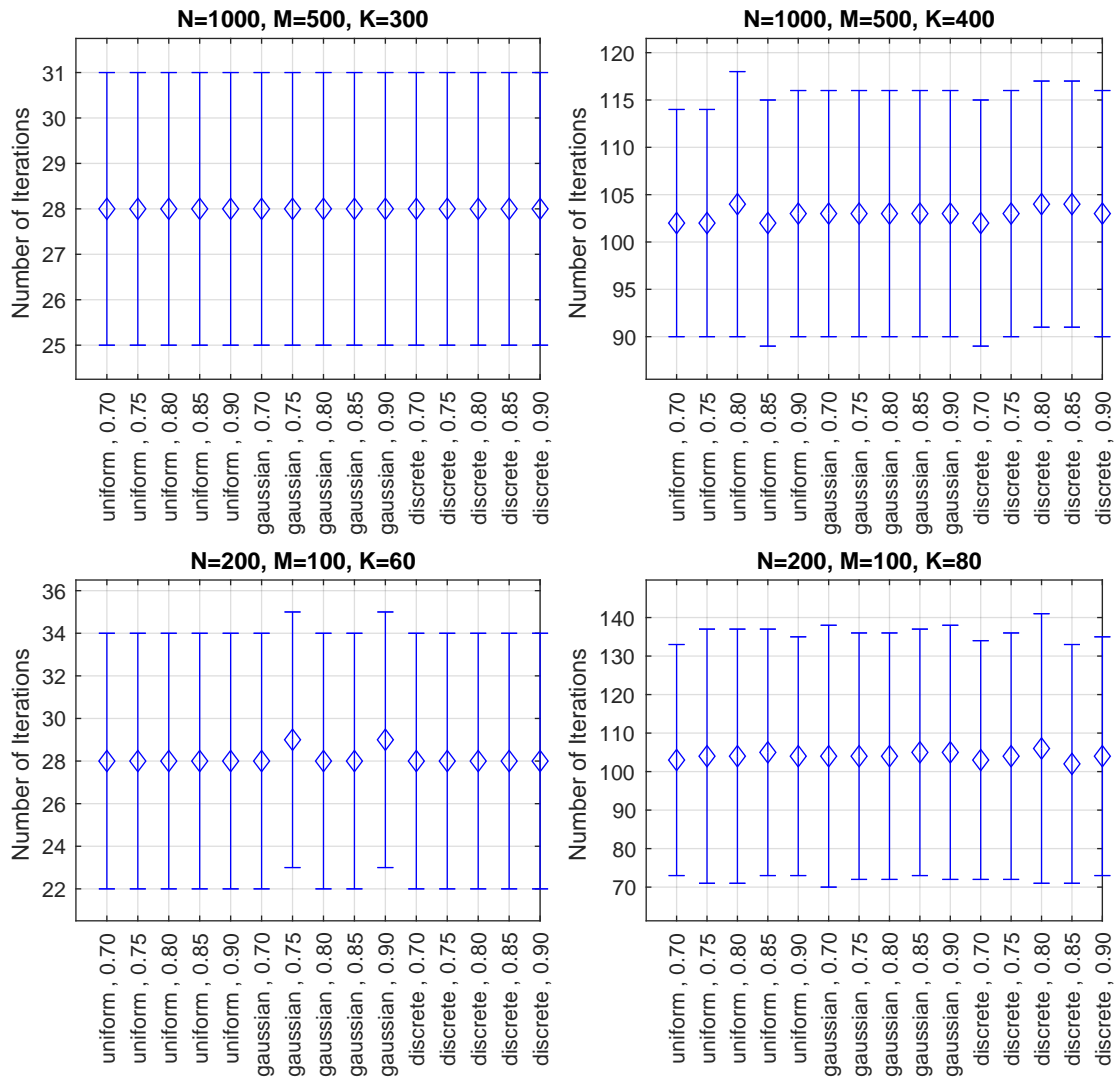 N=1000, M=500, K=300
Number of Iterations
31
30
29
28
27
26
25
uniform , 0.70
uniform , 0.75
uniform , 0.80
uniform , 0.85
uniform , 0.90
gaussian , 0.70
gaussian , 0.75
gaussian , 0.80
gaussian , 0.85
gaussian , 0.90
discrete , 0.70
discrete , 0.75
discrete , 0.80
discrete , 0.85
discrete , 0.90
N=1000, M=500, K=400
Number of Iterations
120
115
110
105
100
95
90
uniform , 0.70
uniform , 0.75
uniform , 0.80
uniform , 0.85
uniform , 0.90
gaussian , 0.70
gaussian , 0.75
gaussian , 0.80
gaussian , 0.85
gaussian , 0.90
discrete , 0.70
discrete , 0.75
discrete , 0.80
discrete , 0.85
discrete , 0.90
N=200, M=100, K=60
Number of Iterations
36
34
32
30
28
26
24
22
uniform , 0.70
uniform , 0.75
uniform , 0.80
uniform , 0.85
uniform , 0.90
gaussian , 0.70
gaussian , 0.75
gaussian , 0.80
gaussian , 0.85
gaussian , 0.90
discrete , 0.70
discrete , 0.75
discrete , 0.80
discrete , 0.85
discrete , 0.90
N=200, M=100, K=80
Number of Iterations
140
130
120
110
100
90
80
70
uniform , 0.70
uniform , 0.75
uniform , 0.80
uniform , 0.85
uniform , 0.90
gaussian , 0.70
gaussian , 0.75
gaussian , 0.80
gaussian , 0.85
gaussian , 0.90
discrete , 0.70
discrete , 0.75
discrete , 0.80
discrete , 0.85
discrete , 0.90